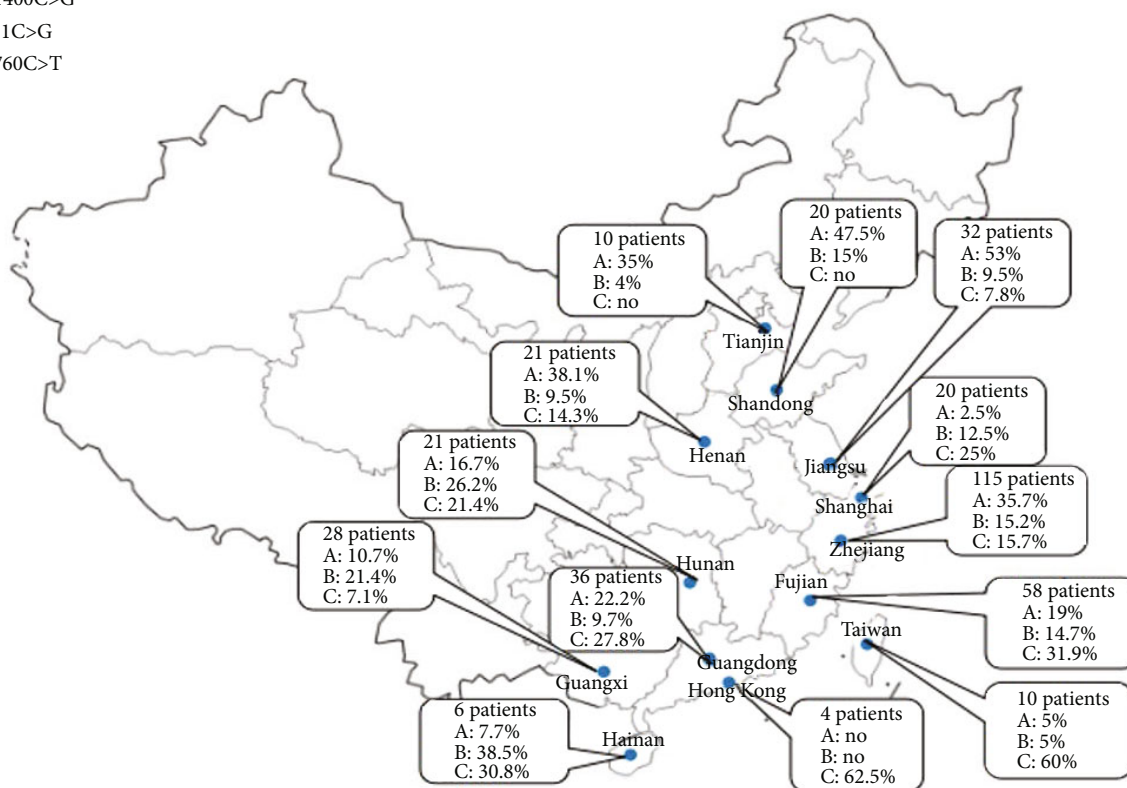 1C>G
760C>T
20 patients
A: 47.5%
B: 15%
C: no
10 patients
A: 35%
B: 4%
C: no
32 patients
A: 53%
B: 9.5%
C: 7.8%
Tianjin
21 patients
A: 38.1%
B: 9.5%
C: 14.3%
Shandong
20 patients
A: 2.5%
B: 12.5%
C: 25%
Henan
Jiangsu
21 patients
A: 16.7%
B: 26.2%
C: 21.4%
Shanghai
115 patients
A: 35.7%
B: 15.2%
C: 15.7%
Zhejiang
28 patients
A: 10.7%
B: 21.4%
C: 7.1%
Hunan
Fujian
36 patients
A: 22.2%
B: 9.7%
C: 27.8%
58 patients
A: 19%
B: 14.7%
C: 31.9%
Taiwan
Guangdong
Guangxi
Hong Kong
6 patients
A: 7.7%
B: 38.5%
C: 30.8%
Hainan
4 patients
A: no
B: no
C: 62.5%
10 patients
A: 5%
B: 5%
C: 60%